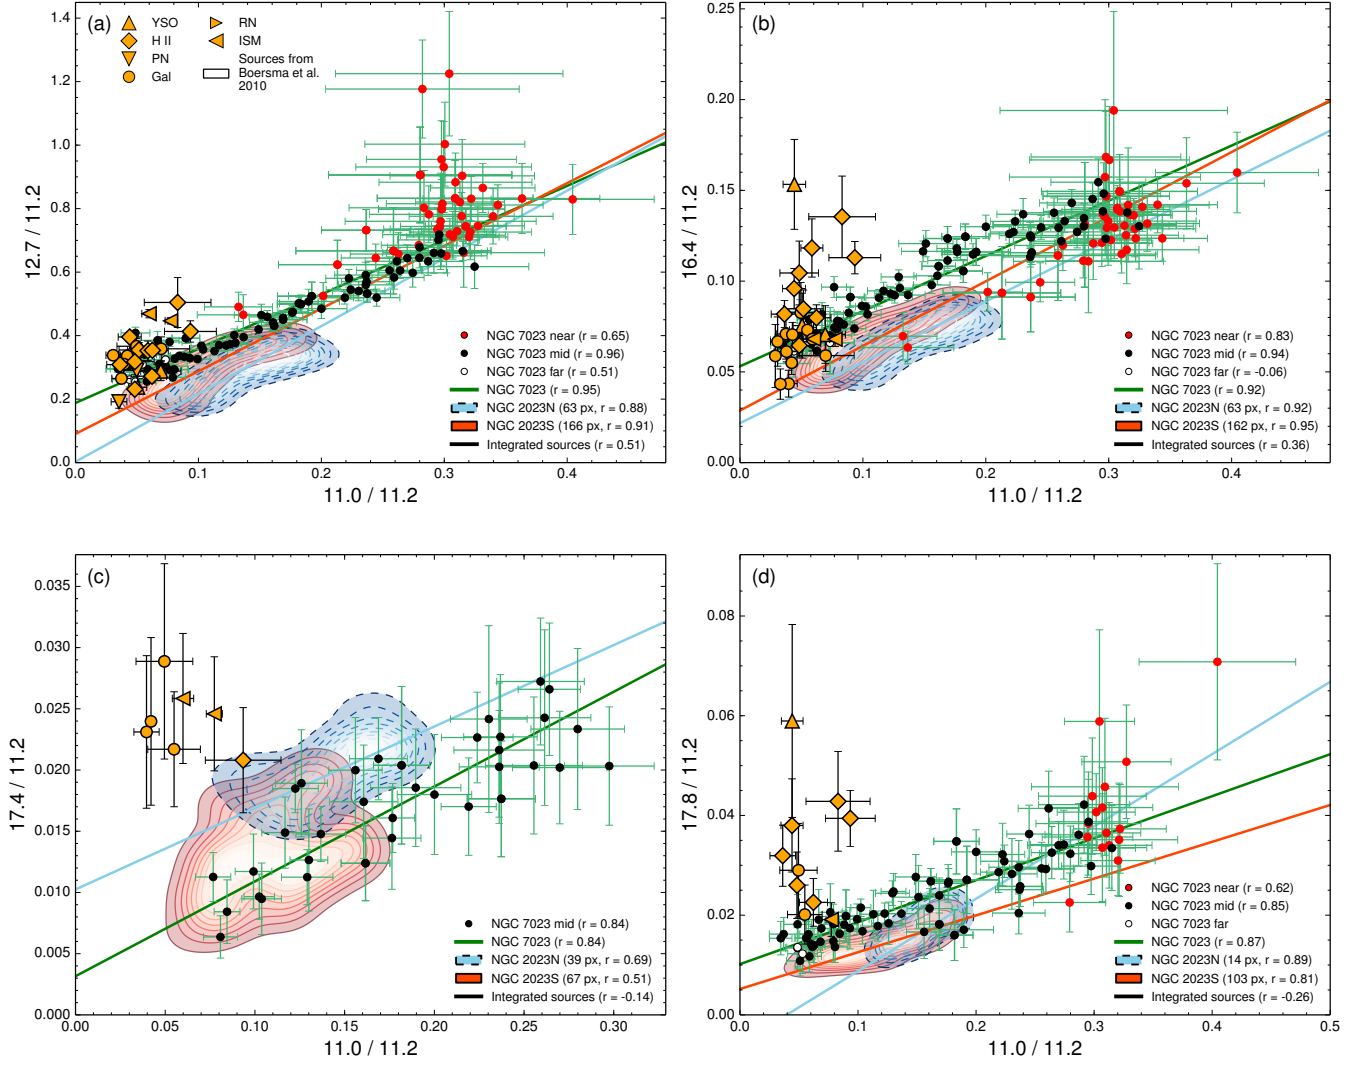 (a)
YSO
H II
PN
Gal
RN
ISM
Sources from
Boersma et al.
2010
1.4
1.2
1.0
0.8
0.6
0.4
0.2
0.0
12.7 / 11.2
NGC 7023 near (r = 0.65)
NGC 7023 mid (r = 0.96)
NGC 7023 far (r = 0.51)
NGC 7023 (r = 0.95)
NGC 2023N (63 px, r = 0.88)
NGC 2023S (166 px, r = 0.91)
Integrated sources (r = 0.51)
0.0 0.1 0.2 0.3 0.4
11.0 / 11.2
(b)
0.25
0.20
0.15
0.10
0.05
0.00
16.4 / 11.2
NGC 7023 near (r = 0.83)
NGC 7023 mid (r = 0.94)
NGC 7023 far (r = -0.06)
NGC 7023 (r = 0.92)
NGC 2023N (63 px, r = 0.92)
NGC 2023S (162 px, r = 0.95)
Integrated sources (r = 0.36)
0.0 0.1 0.2 0.3 0.4
11.0 / 11.2
(c)
0.035
0.030
0.025
0.020
0.015
0.010
0.005
0.000
17.4 / 11.2
NGC 7023 mid (r = 0.84)
NGC 7023 (r = 0.84)
NGC 2023N (39 px, r = 0.69)
NGC 2023S (67 px, r = 0.51)
Integrated sources (r = -0.14)
0.00 0.05 0.10 0.15 0.20 0.25 0.30
11.0 / 11.2
(d)
0.08
0.06
0.04
0.02
0.00
17.8 / 11.2
NGC 7023 near (r = 0.62)
NGC 7023 mid (r = 0.85)
NGC 7023 far
NGC 7023 (r = 0.87)
NGC 2023N (14 px, r = 0.89)
NGC 2023S (103 px, r = 0.81)
Integrated sources (r = -0.26)
0.0 0.1 0.2 0.3 0.4 0.5
11.0 / 11.2